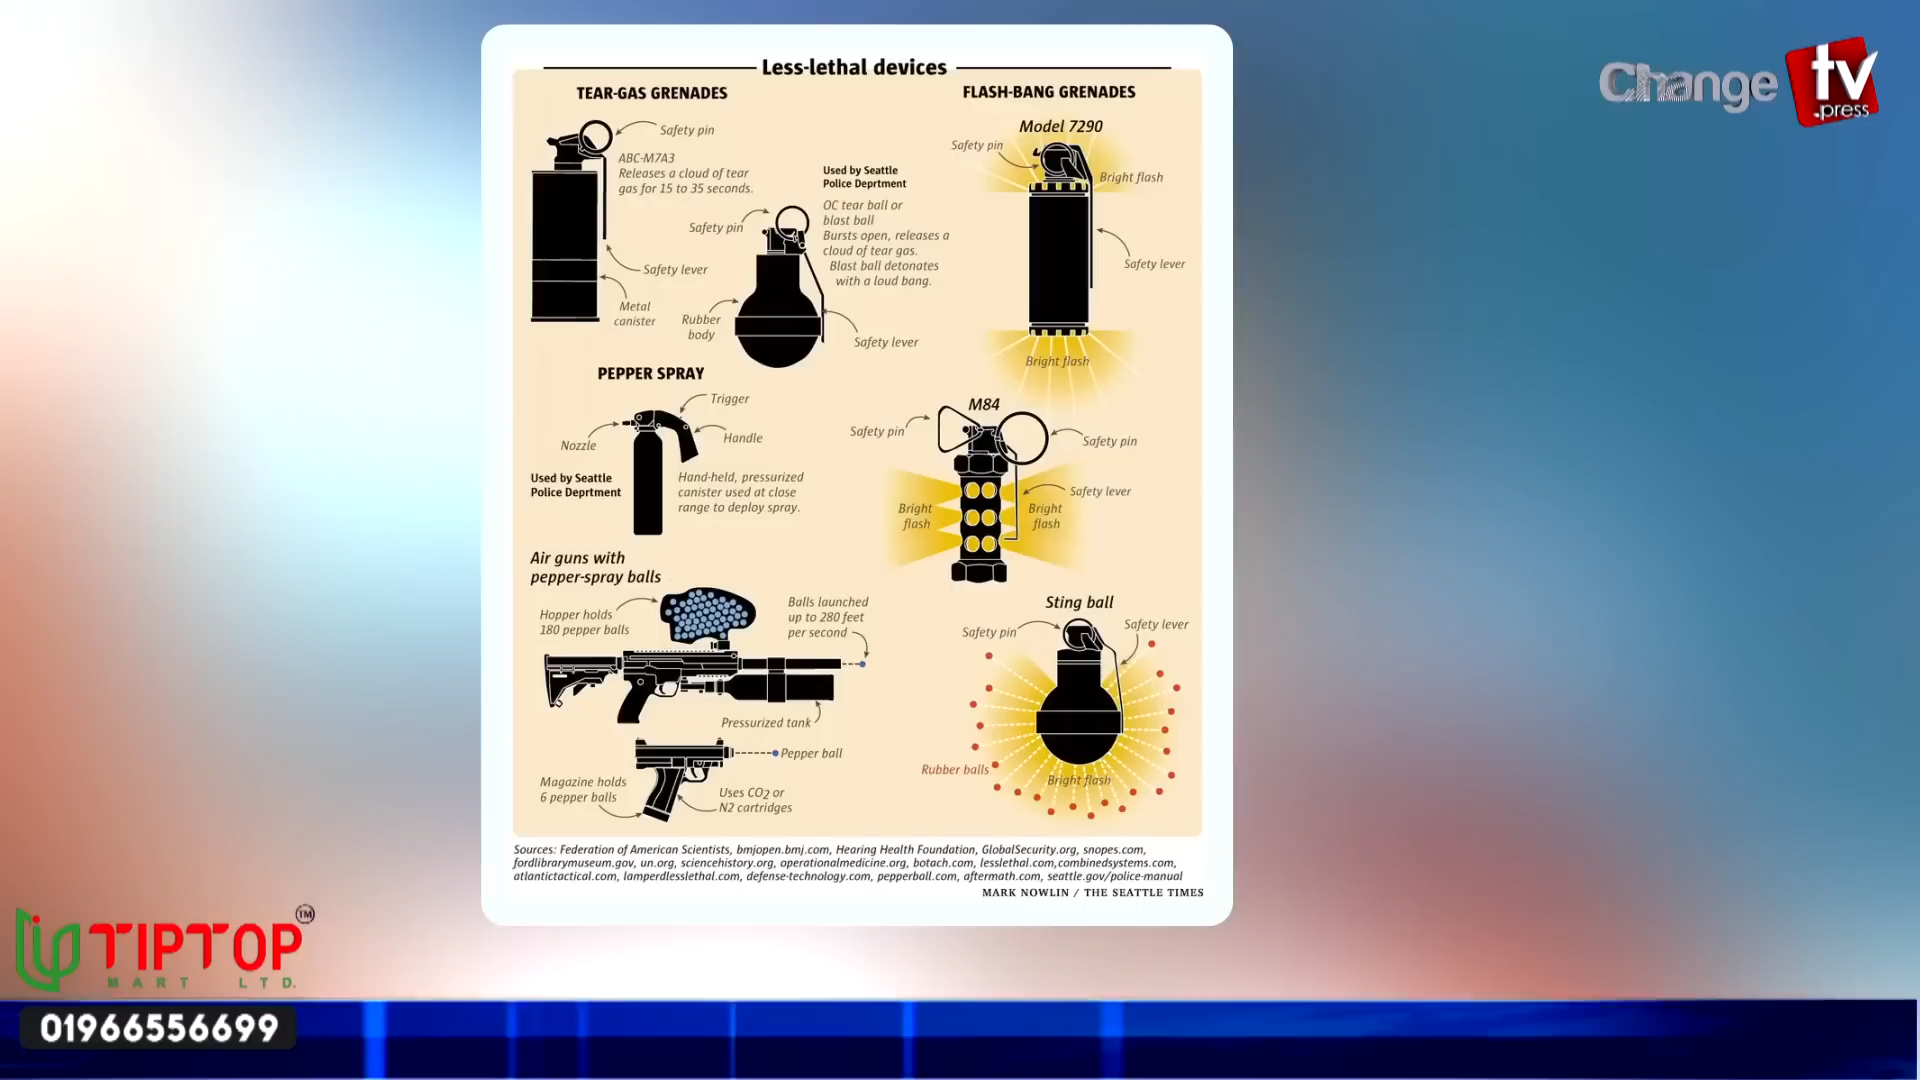 Less-lethal devices
TEAR-GAS GRENADES
Safety pin
ABC-M7A3
Releases a cloud of tear
gas for 15 to 35 seconds.
Safety lever
Metal
canister
Used by Seattle
Police Deprtment
OC tear ball or
blast ball
Bursts open, releases a
cloud of tear gas.
Blast ball detonates
with a loud bang.
Safety pin
Rubber
body
Safety lever
FLASH-BANG GRENADES
Model 7290
Safety pin
Bright flash
Safety lever
Bright flash
PEPPER SPRAY
Trigger
Handle
Nozzle
Used by Seattle
Police Deprtment
Hand-held, pressurized
canister used at close
range to deploy spray.
M84
Safety pin
Safety pin
Safety lever
Bright
flash
Bright
flash
Air guns with
pepper-spray balls
Hopper holds
180 pepper balls
Balls launched
up to 280 feet
per second
Pressurized tank
Pepper ball
Magazine holds
6 pepper balls
Uses CO2 or
N2 cartridges
Sting ball
Safety pin
Safety lever
Rubber balls
Bright flash
Sources: Federation of American Scientists, bmjopen.bmj.com, Hearing Health Foundation, GlobalSecurity.org, snopes.com,
fordlibrarymuseum.gov, un.org, sciencehistory.org, operationalmedicine.org, botach.com, lesslethal.com,combinedsystems.com,
atlantictactical.com, lamperdlesslethal.com, defense-technology.com, pepperball.com, aftermath.com, seattle.gov/police-manual
MARK NOWLIN / THE SEATTLE TIMES
Change tv
.press
TIPTOP TM
MART LTD.
01966556699